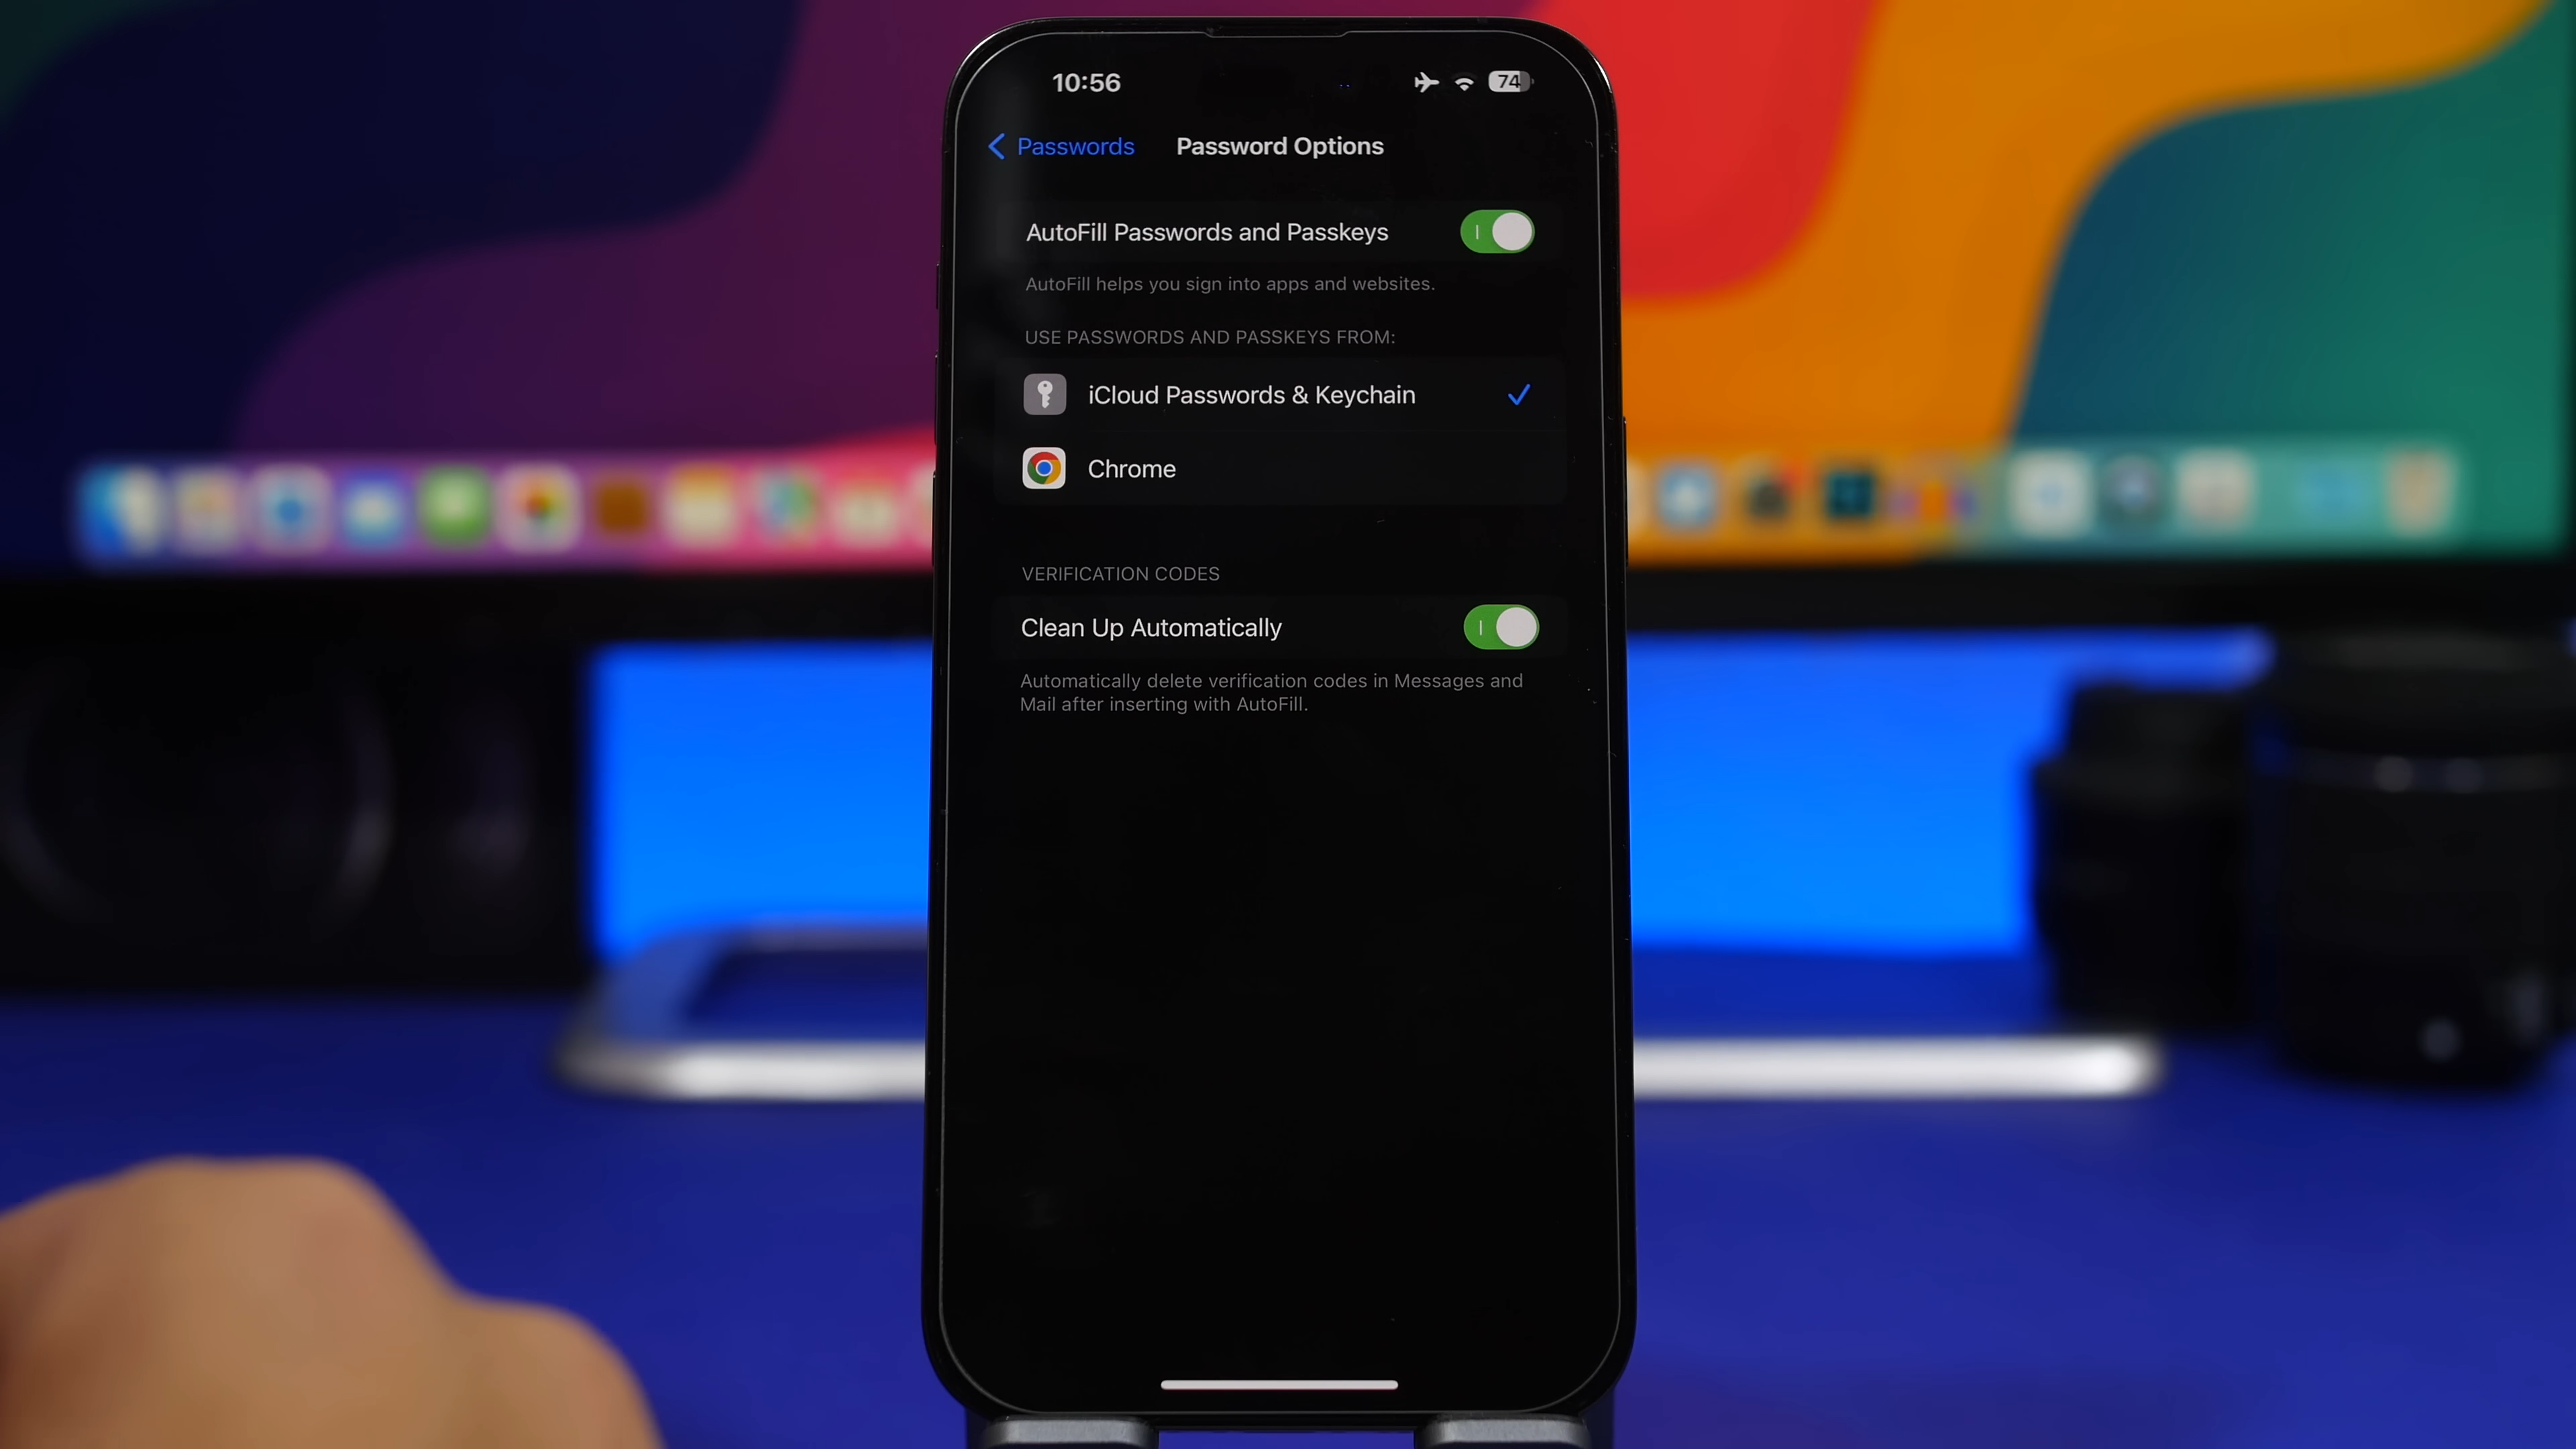 10:56
74
Passwords
Password Options
AutoFill Passwords and Passkeys
AutoFill helps you sign into apps and websites.
USE PASSWORDS AND PASSKEYS FROM:
iCloud Passwords & Keychain
Chrome
VERIFICATION CODES
Clean Up Automatically
Automatically delete verification codes in Messages and
Mail after inserting with AutoFill.